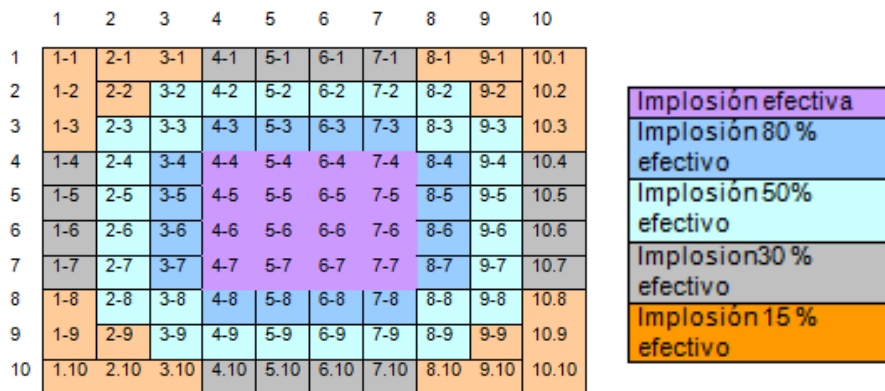 1 2 3 4 5 6 7 8 9 10
1 1-1 2-1 3-1 4-1 5-1 6-1 7-1 8-1 9-1 10.1
2 1-2 2-2 3-2 4-2 5-2 6-2 7-2 8-2 9-2 10.2
3 1-3 2-3 3-3 4-3 5-3 6-3 7-3 8-3 9-3 10.3
4 1-4 2-4 3-4 4-4 5-4 6-4 7-4 8-4 9-4 10.4
5 1-5 2-5 3-5 4-5 5-5 6-5 7-5 8-5 9-5 10.5
6 1-6 2-6 3-6 4-6 5-6 6-6 7-6 8-6 9-6 10.6
7 1-7 2-7 3-7 4-7 5-7 6-7 7-7 8-7 9-7 10.7
8 1-8 2-8 3-8 4-8 5-8 6-8 7-8 8-8 9-8 10.8
9 1-9 2-9 3-9 4-9 5-9 6-9 7-9 8-9 9-9 10.9
10 1.10 2.10 3.10 4.10 5.10 6.10 7.10 8.10 9.10 10.10
Implosión efectiva
Implosión 80 %
efectivo
Implosión 50%
efectivo
Implosion30 %
efectivo
Implosión 15 %
efectivo